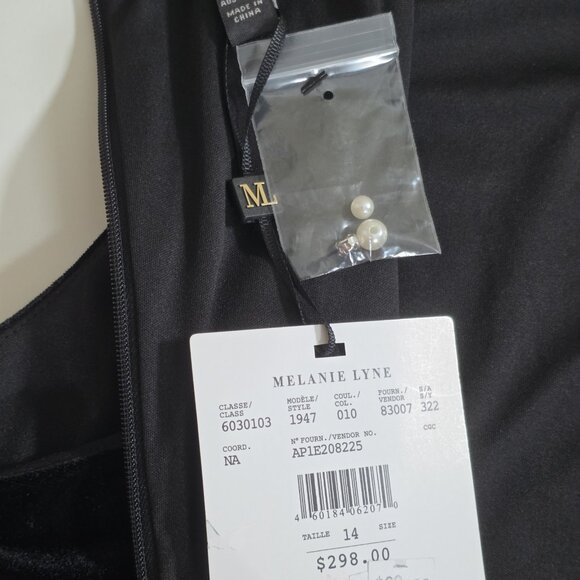 MADE IN
CHINA
ML
MELANIE LYNE
CLASSE/ MODÈLE/ COUL./ FOURN./ S/A
CLASS STYLE COL. VENDOR S/Y
6030103 1947 010 83007 322
COORD. N° FOURN./VENDOR NO. CQC
NA AP1E208225
4 60184 06207 0
TAILLE 14 SIZE
$298.00